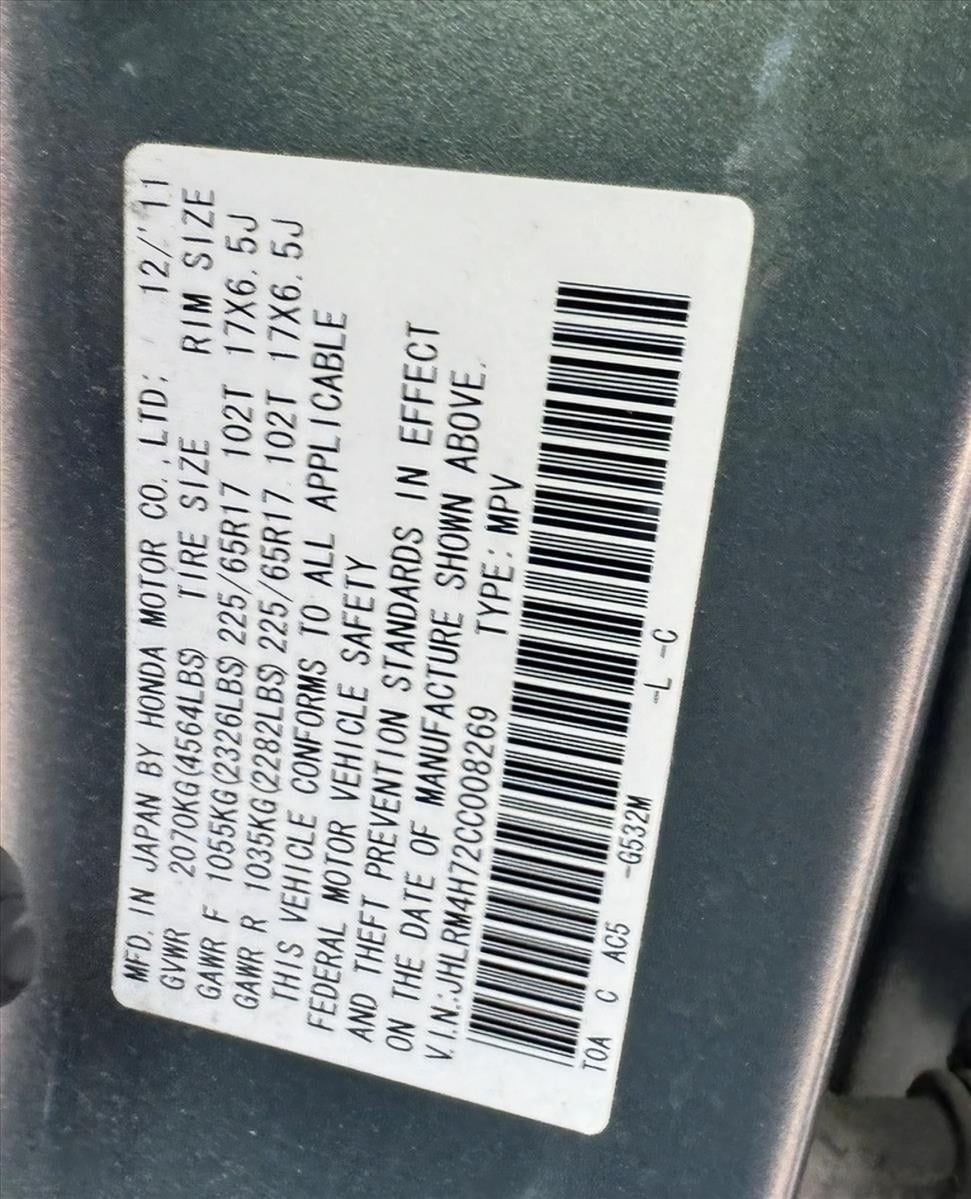 MFD. IN JAPAN BY HONDA MOTOR CO., LTD; 12/'11
GVWR 2070KG(4564LBS) TIRE SIZE RIM SIZE
GAWR F 1055KG(2326LBS) 225/65R17 102T 17X6.5J
GAWR R 1035KG(2282LBS) 225/65R17 102T 17X6.5J
THIS VEHICLE CONFORMS TO ALL APPLICABLE
FEDERAL MOTOR VEHICLE SAFETY
AND THEFT PREVENTION STANDARDS IN EFFECT
ON THE DATE OF MANUFACTURE SHOWN ABOVE.
V.I.N.:JHLRM4H72CC008269 TYPE: MPV
TOA C AC5 -G532M -L -C